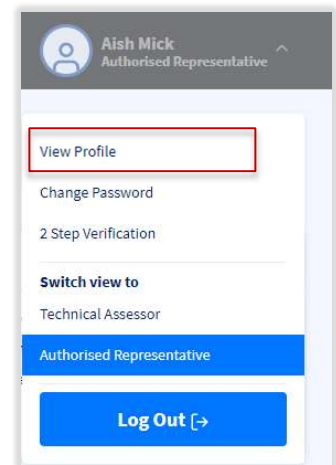 Aish Mick
Authorised Representative
View Profile
Change Password
2 Step Verification
Switch view to
Technical Assessor
Authorised Representative
Log Out